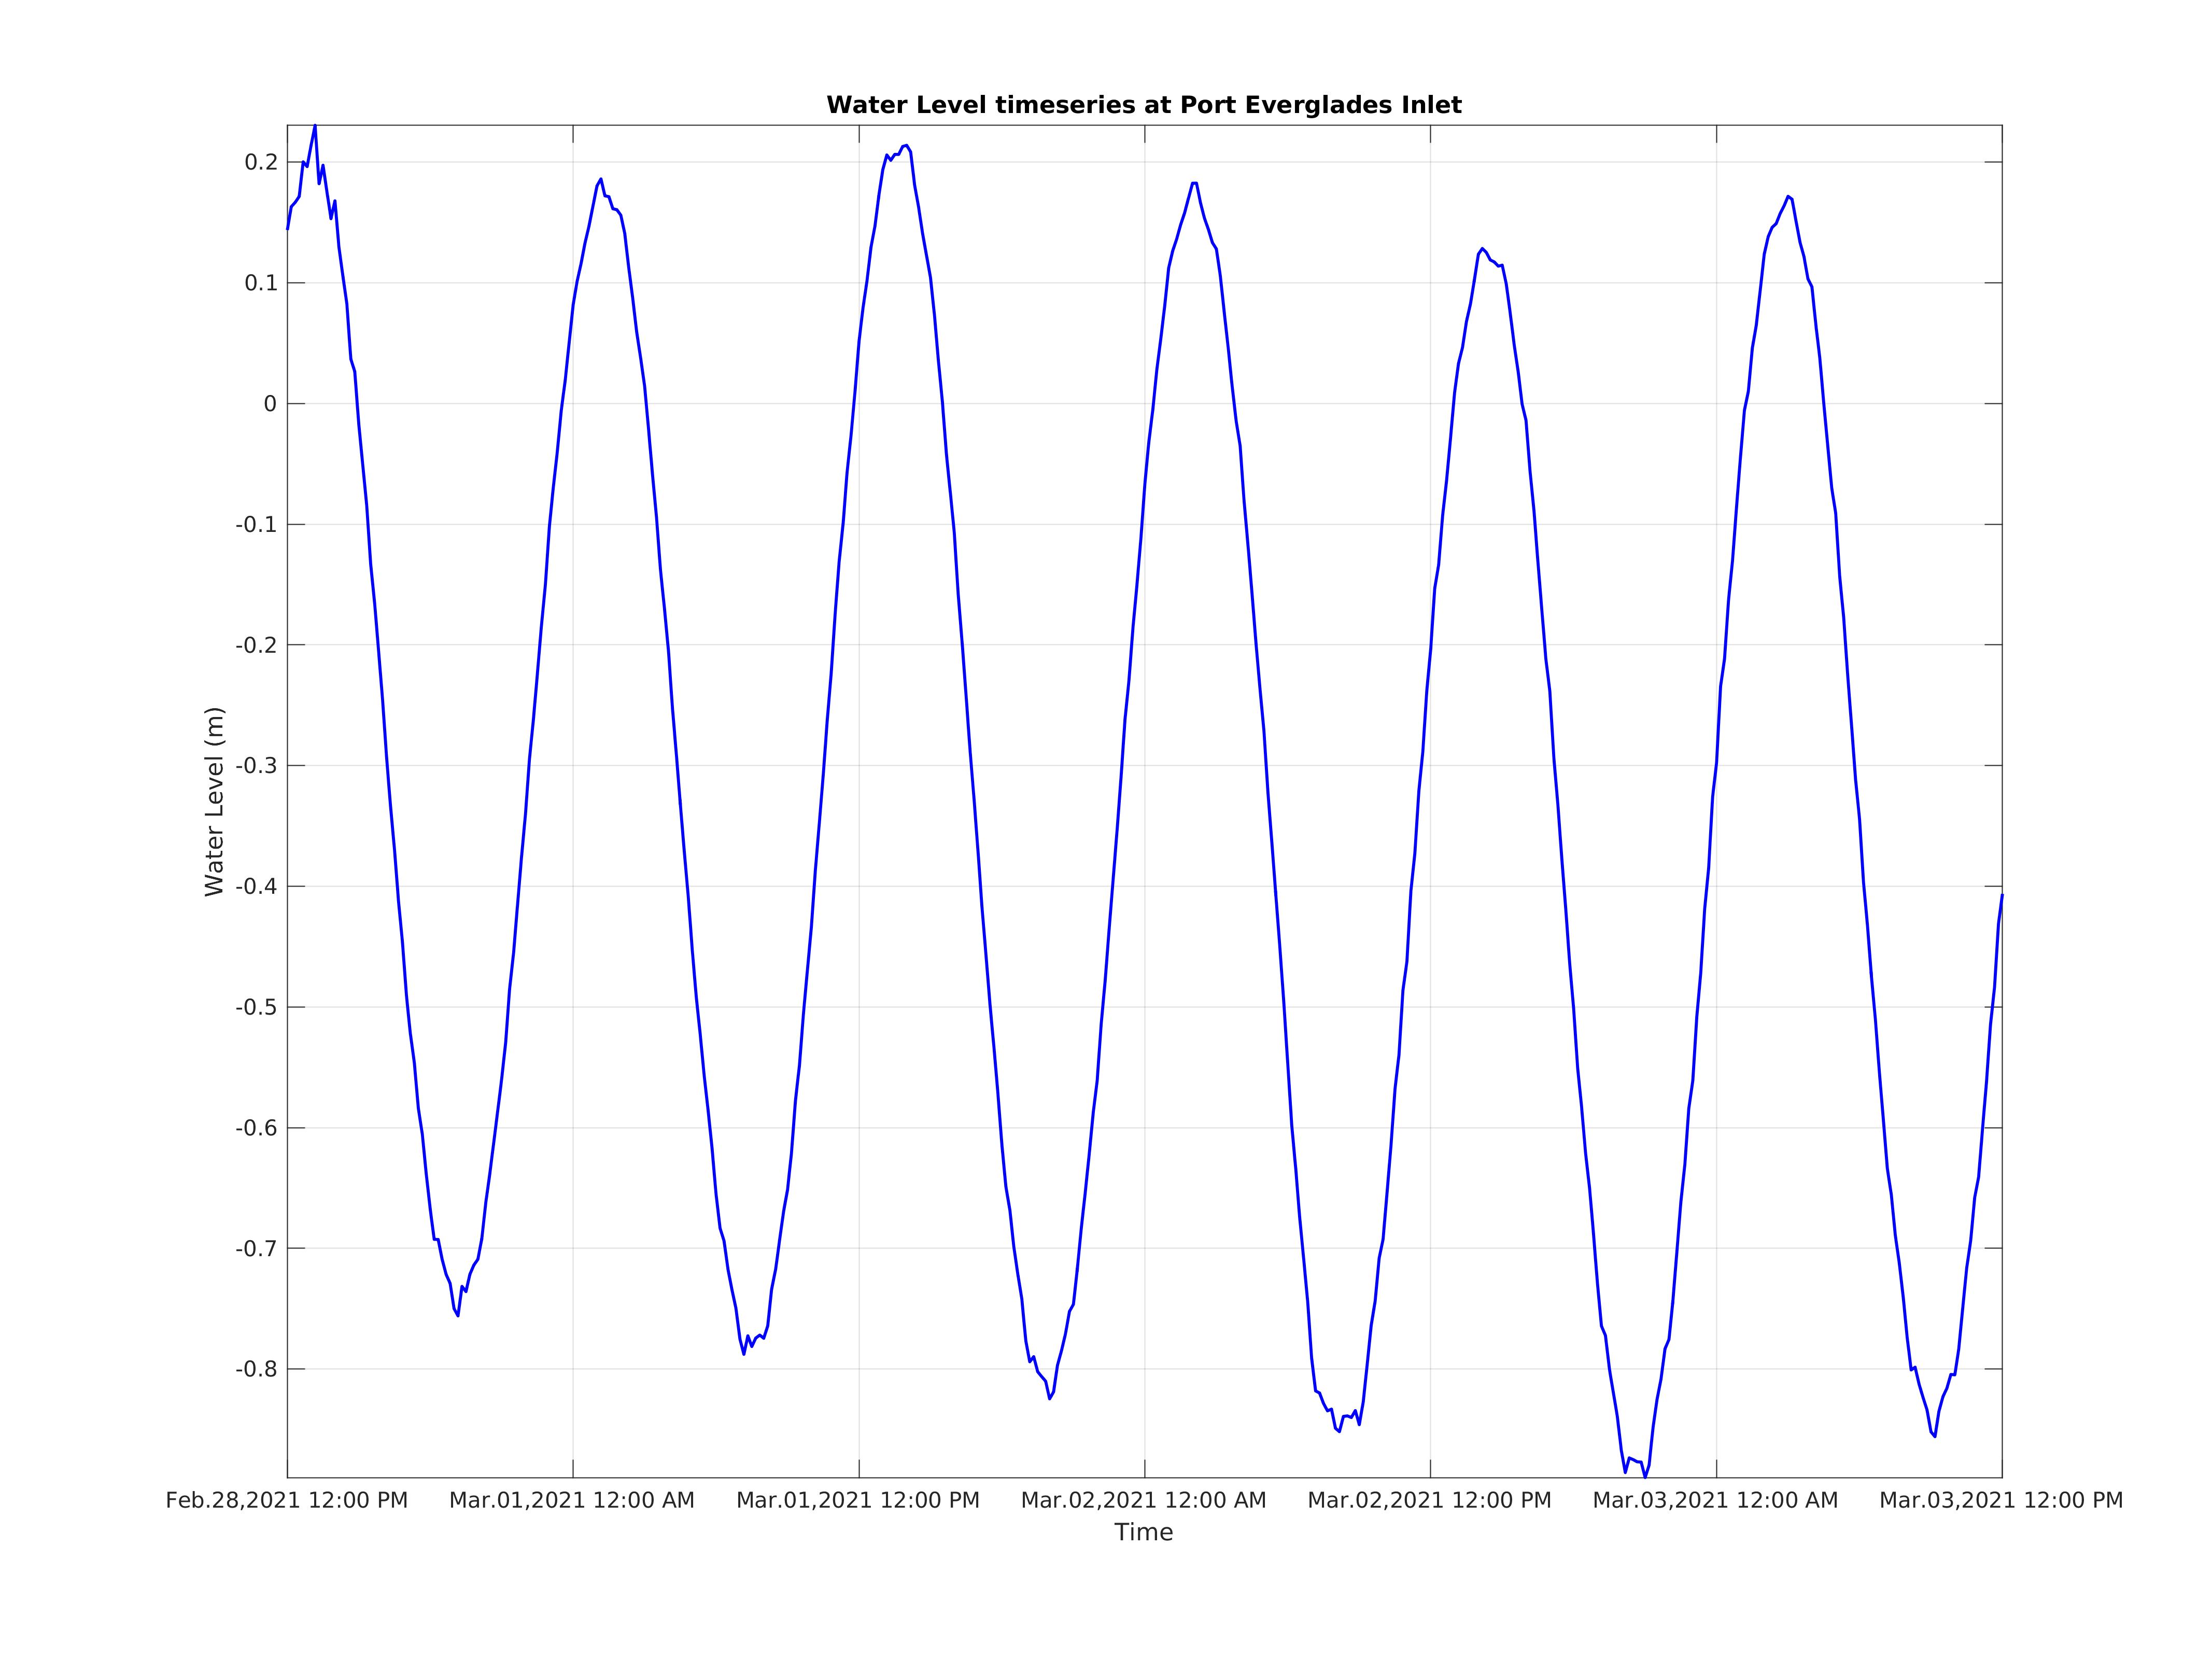 Water Level timeseries at Port Everglades Inlet
0.2
0.1
0
-0.1
-0.2
-0.3
-0.4
-0.5
-0.6
-0.7
-0.8
Water Level (m)
Feb.28,2021 12:00 PM Mar.01,2021 12:00 AM Mar.01,2021 12:00 PM Mar.02,2021 12:00 AM Mar.02,2021 12:00 PM Mar.03,2021 12:00 AM Mar.03,2021 12:00 PM
Time